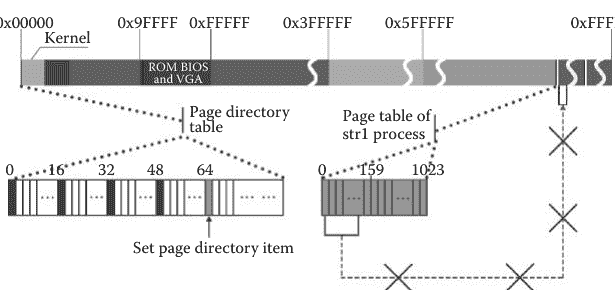 0x00000 0x9FFFF 0xFFFFF 0x3FFFFF 0x5FFFFF 0xFFF
Kernel
ROM BIOS
and VGA
Page directory
table
Page table of
str1 process
0 16 32 48 64
0 159 1023
... ... ... ... ... ...
... ...
Set page directory item